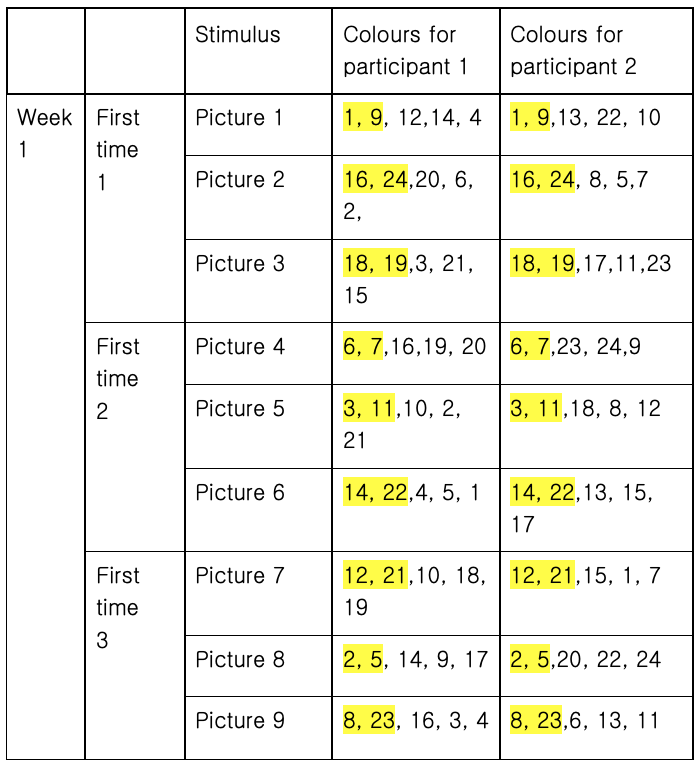 Stimulus
Colours for
participant 1
Colours for
participant 2
Week
1
First
time
1
Picture 1
1, 9, 12,14, 4
1, 9,13, 22, 10
Picture 2
16, 24,20, 6,
2,
16, 24, 8, 5,7
Picture 3
18, 19,3, 21,
15
18, 19,17,11,23
First
time
2
Picture 4
6, 7,16,19, 20
6, 7,23, 24,9
Picture 5
3, 11,10, 2,
21
3, 11,18, 8, 12
Picture 6
14, 22,4, 5, 1
14, 22,13, 15,
17
First
time
3
Picture 7
12, 21,10, 18,
19
12, 21,15, 1, 7
Picture 8
2, 5, 14, 9, 17
2, 5,20, 22, 24
Picture 9
8, 23, 16, 3, 4
8, 23,6, 13, 11